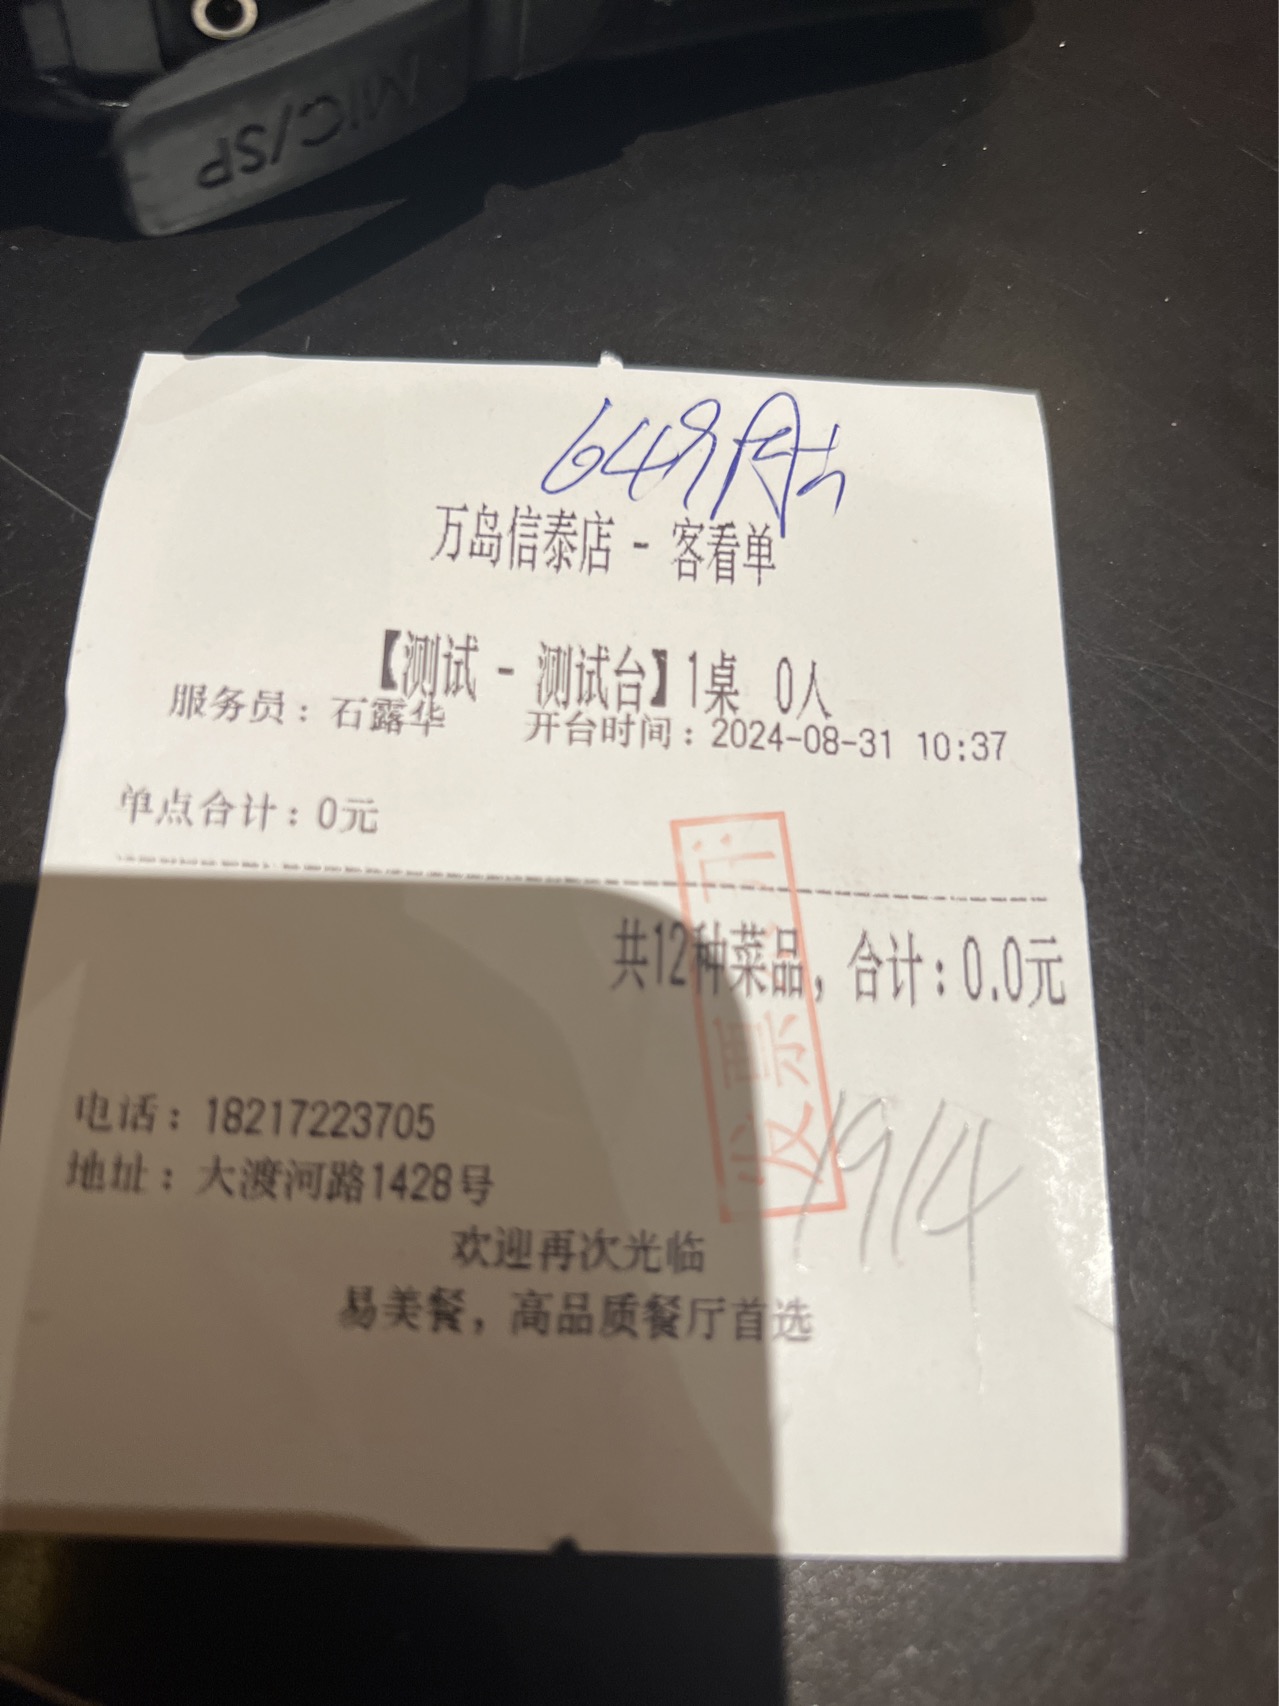 MIC/SP
万岛信泰店 - 客看单
【测试 - 测试台】1桌 0人
服务员：石露华 开台时间：2024-08-31 10:37
单点合计：0元
共12种菜品，合计：0.0元
发票已开
1914
电话：18217223705
地址：大渡河路1428号
欢迎再次光临
易美餐，高品质餐厅首选